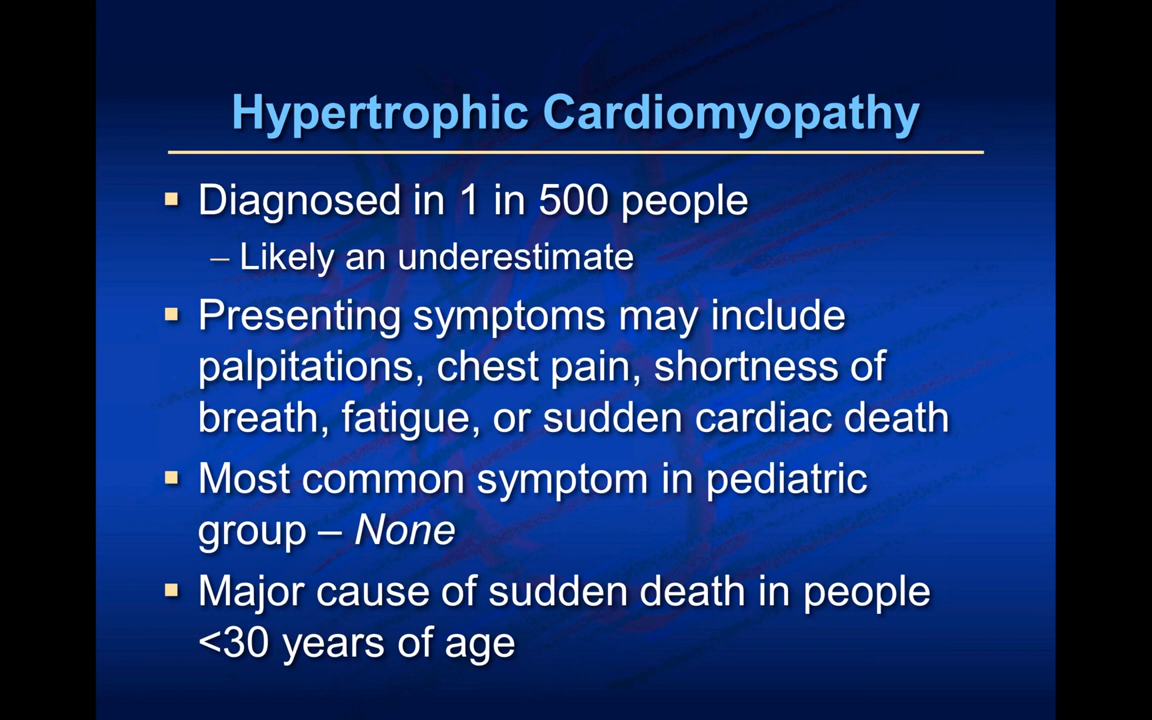 Hypertrophic Cardiomyopathy
▪ Diagnosed in 1 in 500 people
– Likely an underestimate
▪ Presenting symptoms may include
palpitations, chest pain, shortness of
breath, fatigue, or sudden cardiac death
▪ Most common symptom in pediatric
group – None
▪ Major cause of sudden death in people
<30 years of age